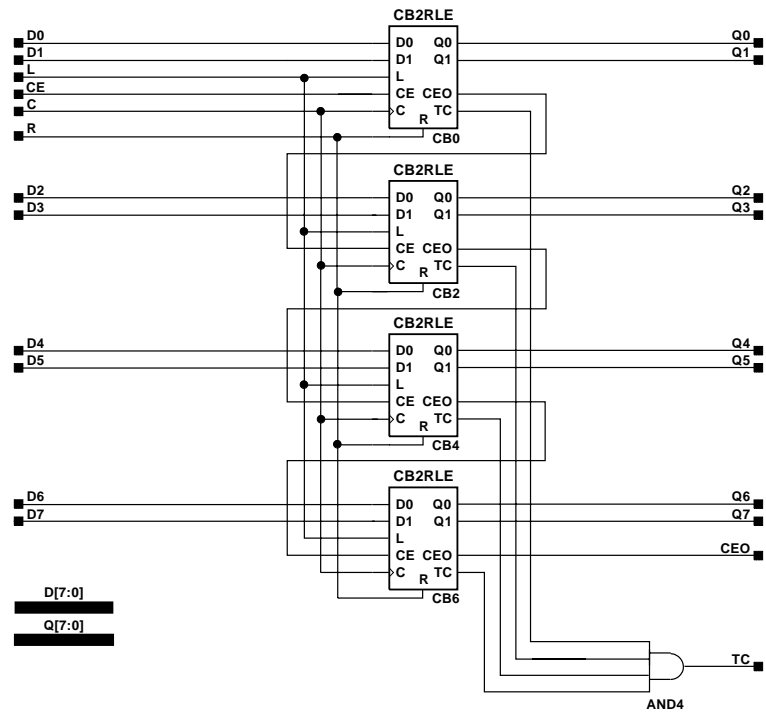 CB2RLE
D0 D0 Q0 Q0
D1 D1 Q1 Q1
L L
CE CE CEO
C C TC
R R
CB0
CB2RLE
D2 D0 Q0 Q2
D3 D1 Q1 Q3
L
CE CEO
C TC
R
CB2
CB2RLE
D4 D0 Q0 Q4
D5 D1 Q1 Q5
L
CE CEO
C TC
R
CB4
CB2RLE
D6 D0 Q0 Q6
D7 D1 Q1 Q7
L
CE CEO CEO
C TC
R
CB6
D[7:0]
Q[7:0]
TC
AND4